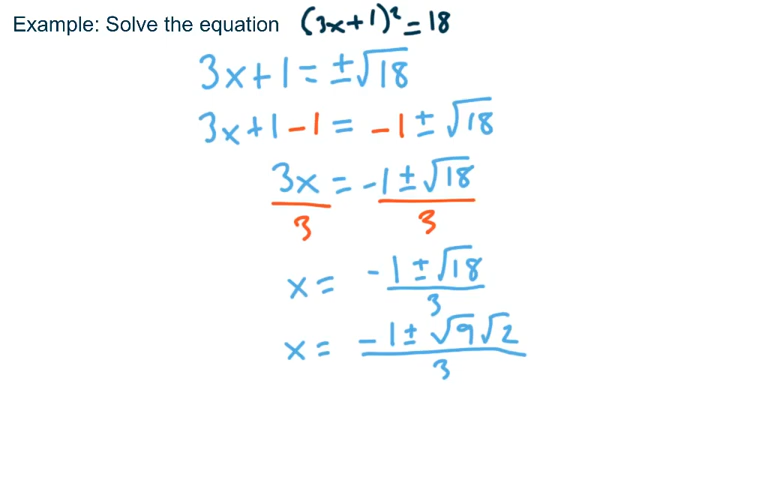 Example: Solve the equation (3x+1)²=18
3x+1=±√18
3x+1-1=-1±√18
3x=-1±√18
3 3
x= -1±√18
3
x= -1±√9√2
3